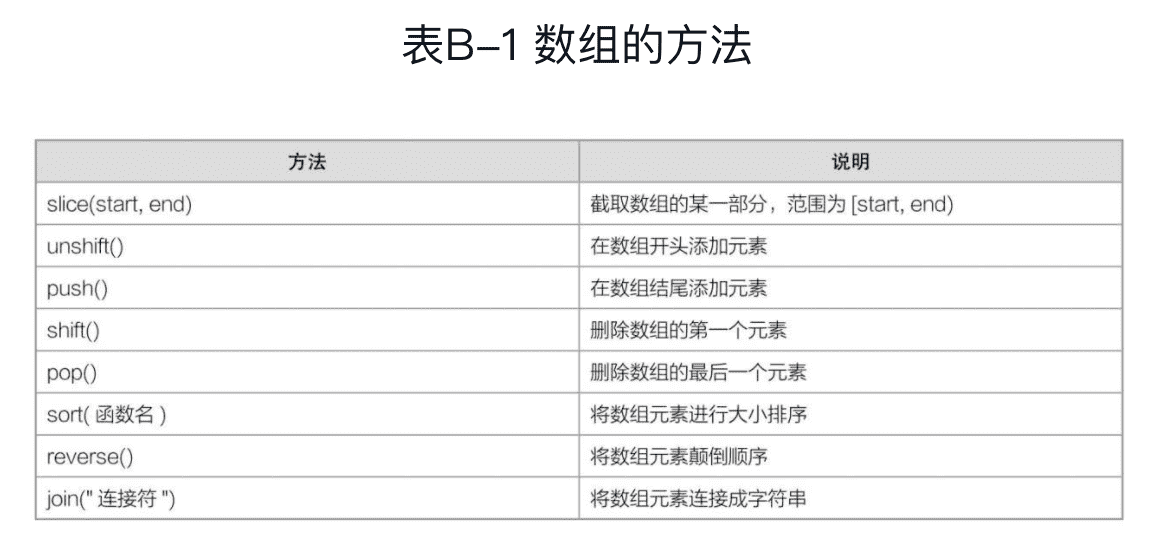 表B-1 数组的方法
方法 说明
slice(start, end) 截取数组的某一部分，范围为 [start, end)
unshift() 在数组开头添加元素
push() 在数组结尾添加元素
shift() 删除数组的第一个元素
pop() 删除数组的最后一个元素
sort( 函数名 ) 将数组元素进行大小排序
reverse() 将数组元素颠倒顺序
join(" 连接符 ") 将数组元素连接成字符串